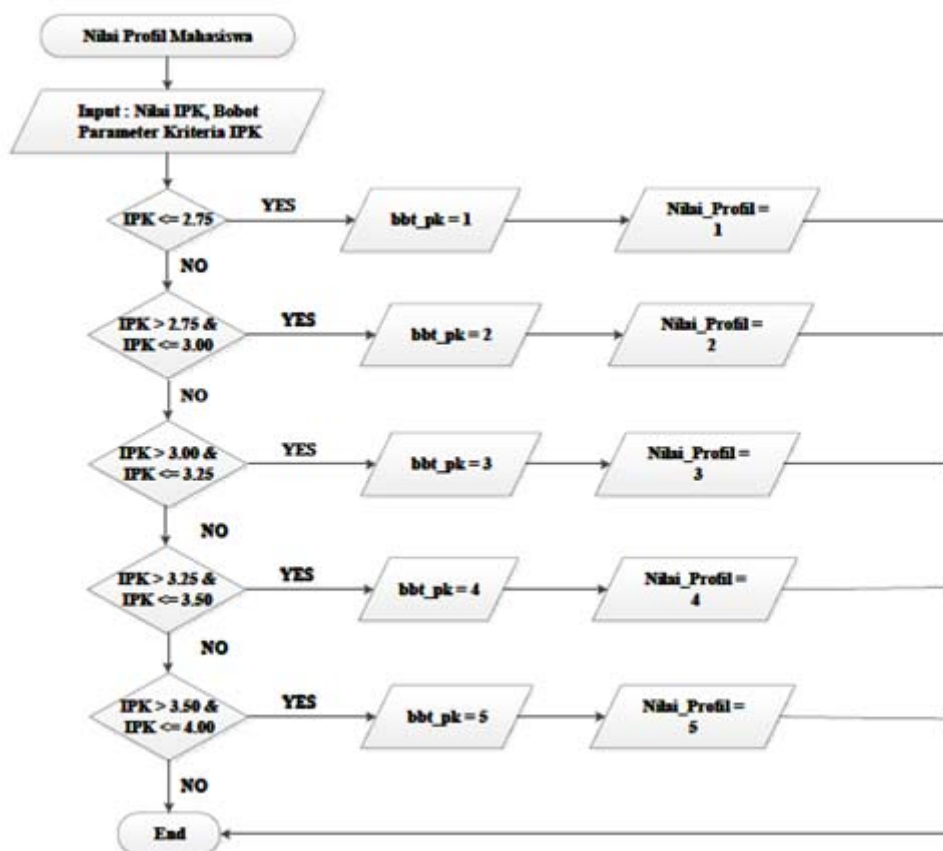 Nilai Profil Mahasiswa
Input : Nilai IPK, Bobot
Parameter Kriteria IPK
IPK <= 2.75
YES
bbt_pk = 1
Nilai_Profil =
1
NO
IPK > 2.75 &
IPK <= 3.00
YES
bbt_pk = 2
Nilai_Profil =
2
NO
IPK > 3.00 &
IPK <= 3.25
YES
bbt_pk = 3
Nilai_Profil =
3
NO
IPK > 3.25 &
IPK <= 3.50
YES
bbt_pk = 4
Nilai_Profil =
4
NO
IPK > 3.50 &
IPK <= 4.00
YES
bbt_pk = 5
Nilai_Profil =
5
NO
End